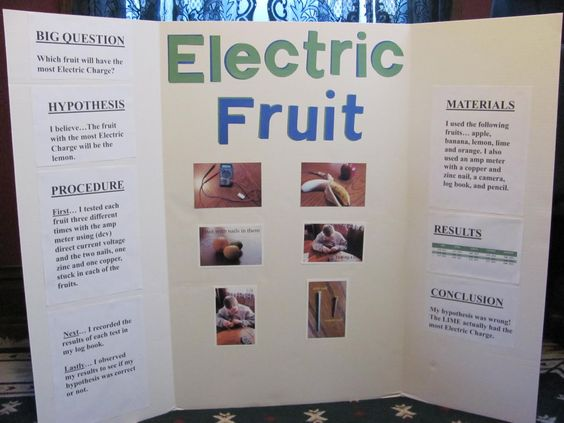 BIG QUESTION
Which fruit will have the
most Electric Charge?
HYPOTHESIS
I believe...The fruit
with the most Electric
Charge will be the
lemon.
PROCEDURE
First... I tested each
fruit three different
times with the amp
meter using (dcv)
direct current voltage
and the two nails, one
zinc and one copper,
stuck in each of the
fruits.
Next... I recorded the
results of each test in
my log book.
Lastly... I observed
my results to see if my
hypothesis was correct
or not.
Electric
Fruit
with nails in them
MATERIALS
I used the following
fruits... apple,
banana, lemon, lime
and orange. I also
used an amp meter
with a copper and
zinc nail, a camera,
log book, and pencil.
RESULTS
CONCLUSION
My hypothesis was wrong!
The LIME actually had the
most Electric Charge.